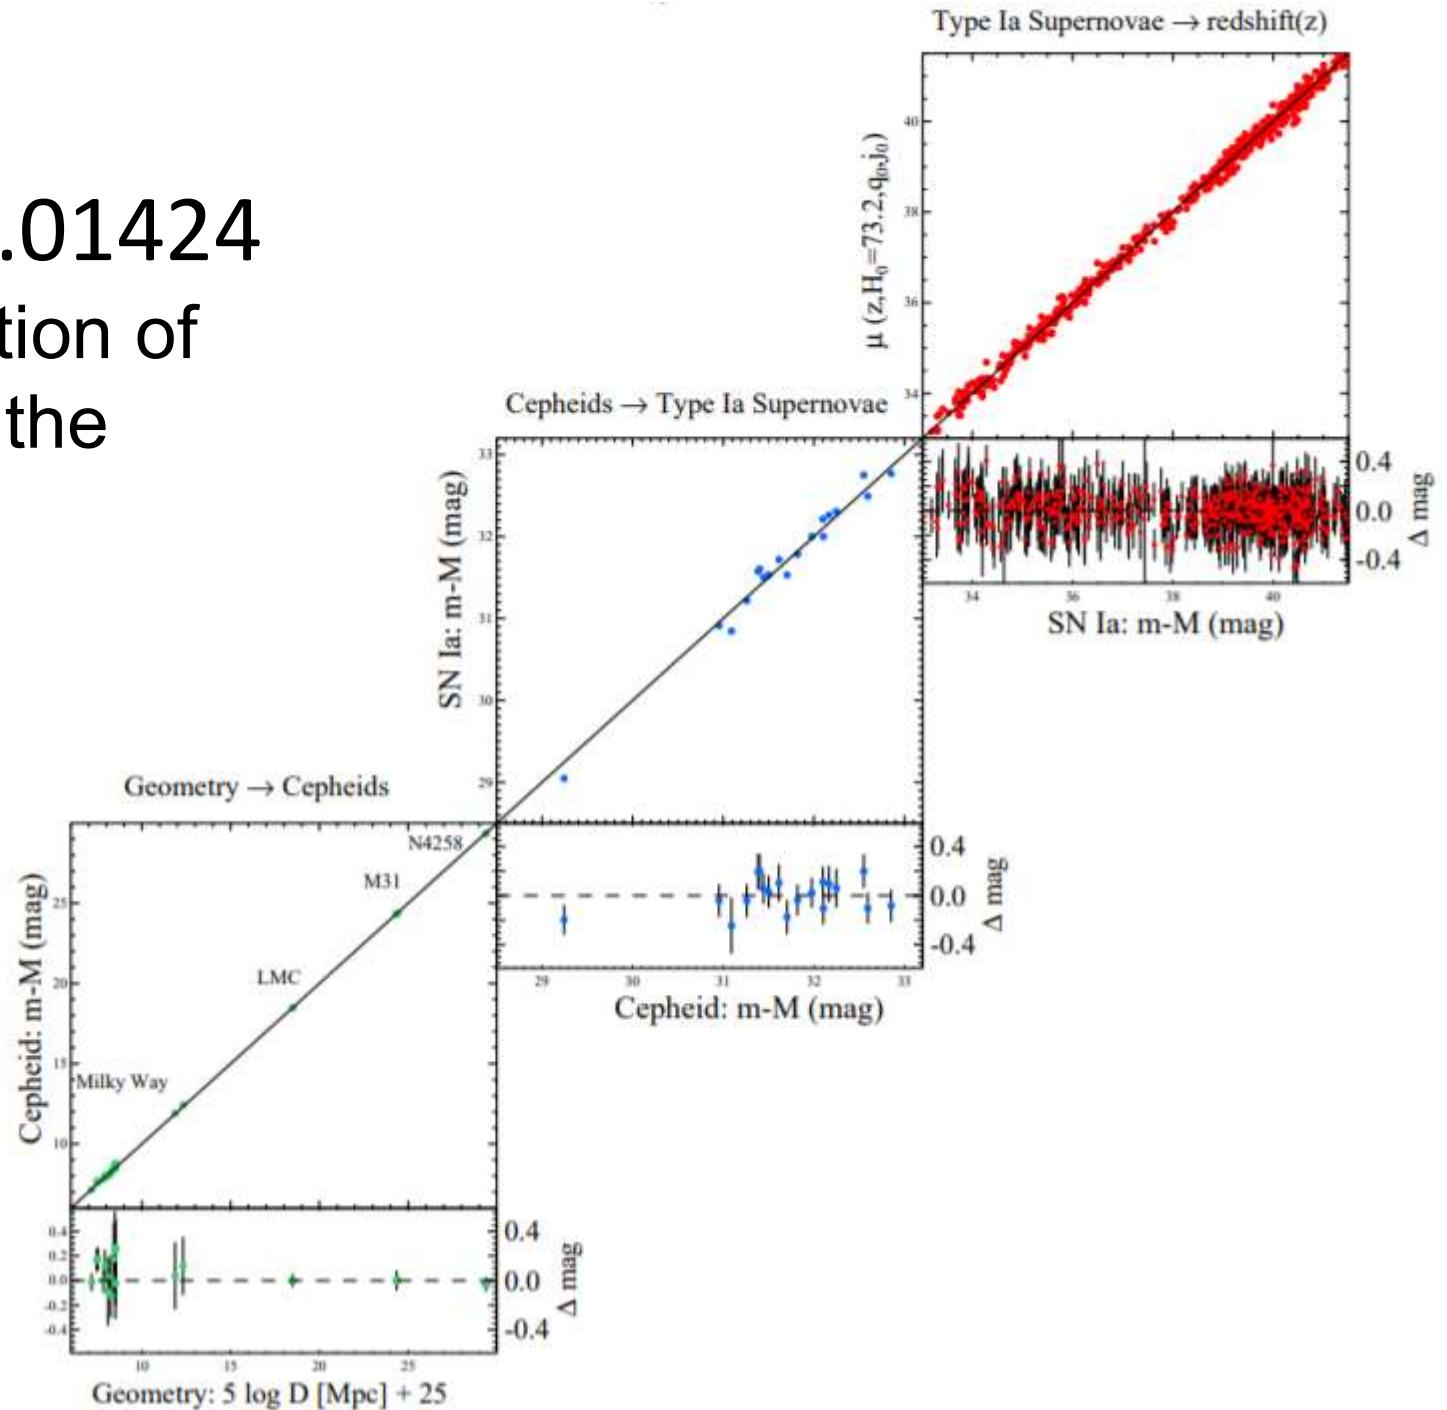 .01424
tion of
the
Type Ia Supernovae → redshift(z)
μ (z,H₀=73.2,q₀,j₀)
40
38
36
34
0.4
0.0
-0.4
Δ mag
34 36 38 40
SN Ia: m-M (mag)
Cepheids → Type Ia Supernovae
SN Ia: m-M (mag)
33
32
31
30
29
0.4
0.0
-0.4
Δ mag
29 30 31 32 33
Cepheid: m-M (mag)
Geometry → Cepheids
Cepheid: m-M (mag)
25
20
15
10
N4258
M31
LMC
Milky Way
0.4
0.2
0.0
-0.2
-0.4
0.4
0.0
-0.4
Δ mag
10 15 20 25
Geometry: 5 log D [Mpc] + 25